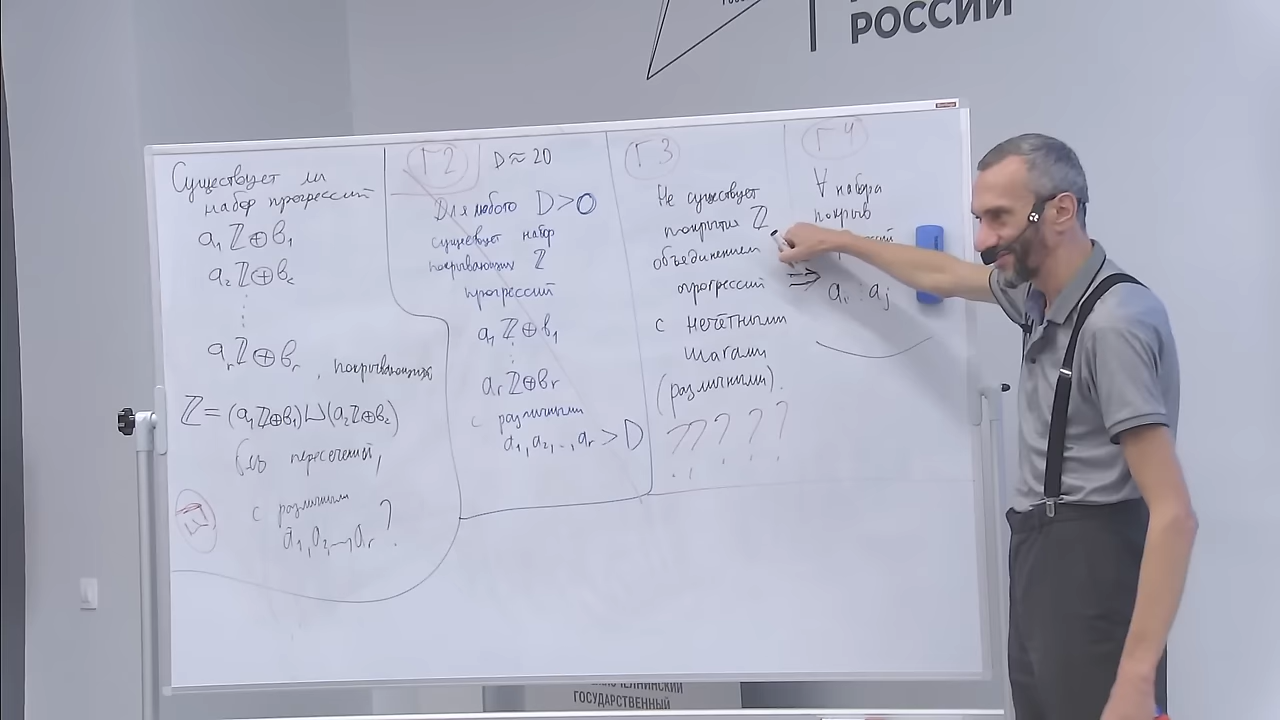 РОССИИ
Существует ли
набор прогрессий
a₁ℤ⊕b₁
a₂ℤ⊕b₂
⋮
aᵣℤ⊕bᵣ, покрывающих
ℤ = (a₁ℤ⊕b₁)⊔(a₂ℤ⊕b₂)
без пересечений,
с различными
a₁, a₂, ..., aᵣ ?
Г2 D ≈ 20
Для любого D>0
существует набор
покрывающих ℤ
прогрессий
a₁ℤ⊕b₁
⋮
aᵣℤ⊕bᵣ
с различными
a₁, a₂, .., aᵣ > D
Г3
Не существует
покрытия ℤ
объединением
прогрессий
с нечётными
шагами
(различными).
? ? ? ? ?
Г4
∀ набора
покрыв
⇒
aᵢ ⋮ aⱼ
ГОСУДАРСТВЕННЫЙ